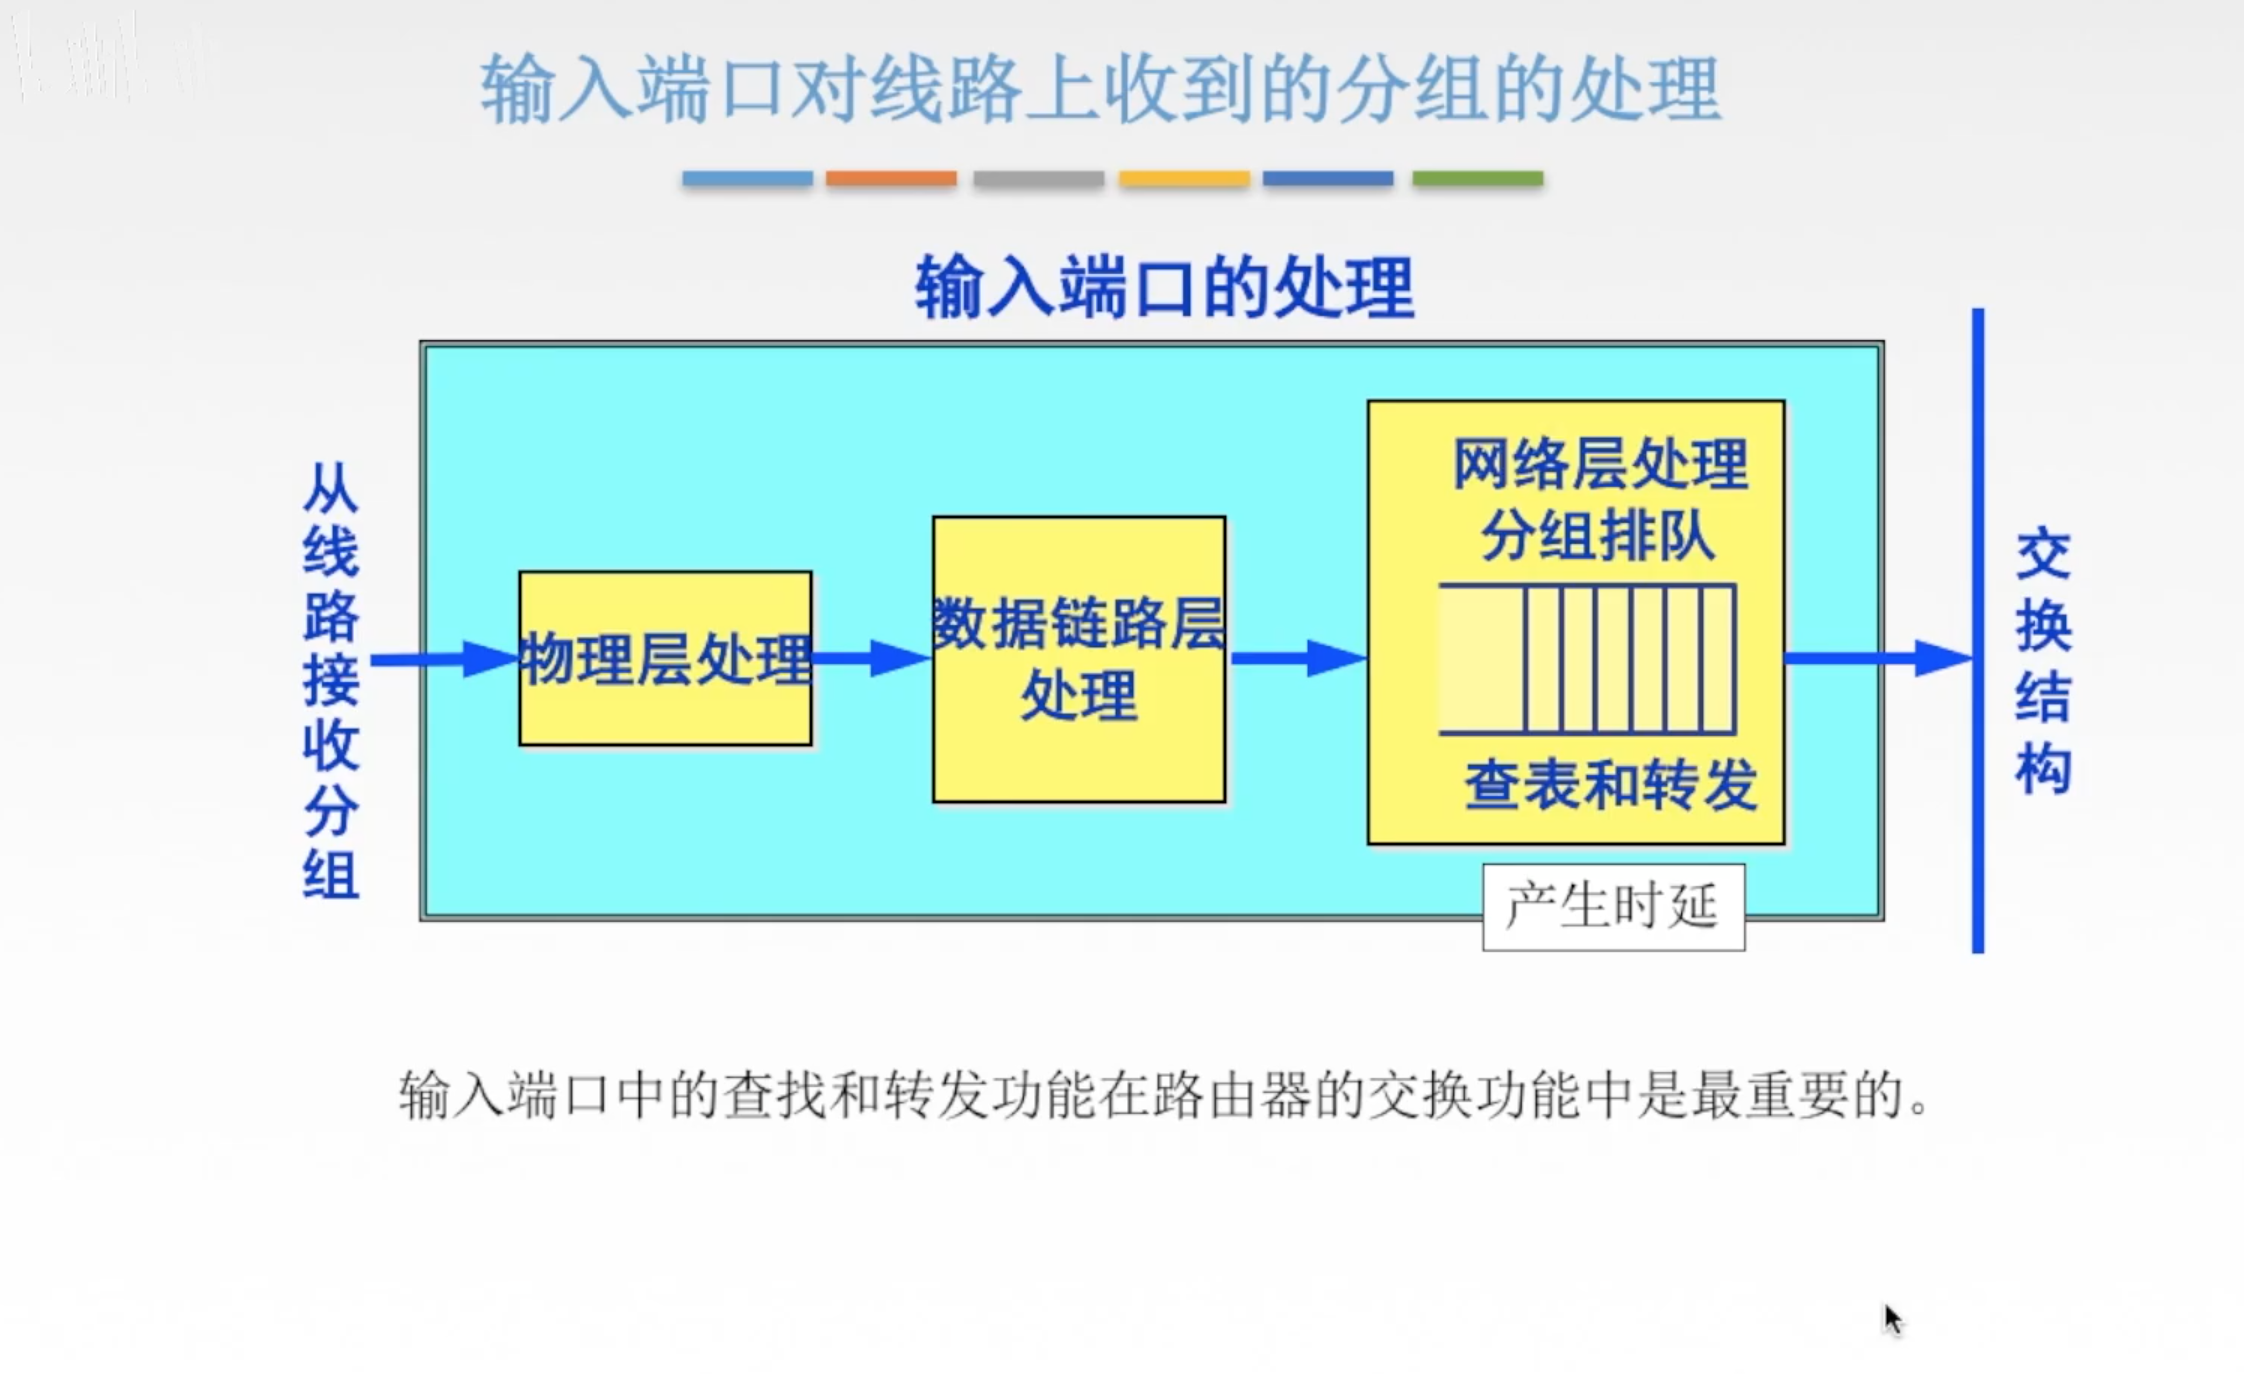 输入端口对线路上收到的分组的处理
输入端口的处理
从线路接收分组
物理层处理
数据链路层
处理
网络层处理
分组排队
查表和转发
产生时延
交换结构
输入端口中的查找和转发功能在路由器的交换功能中是最重要的。